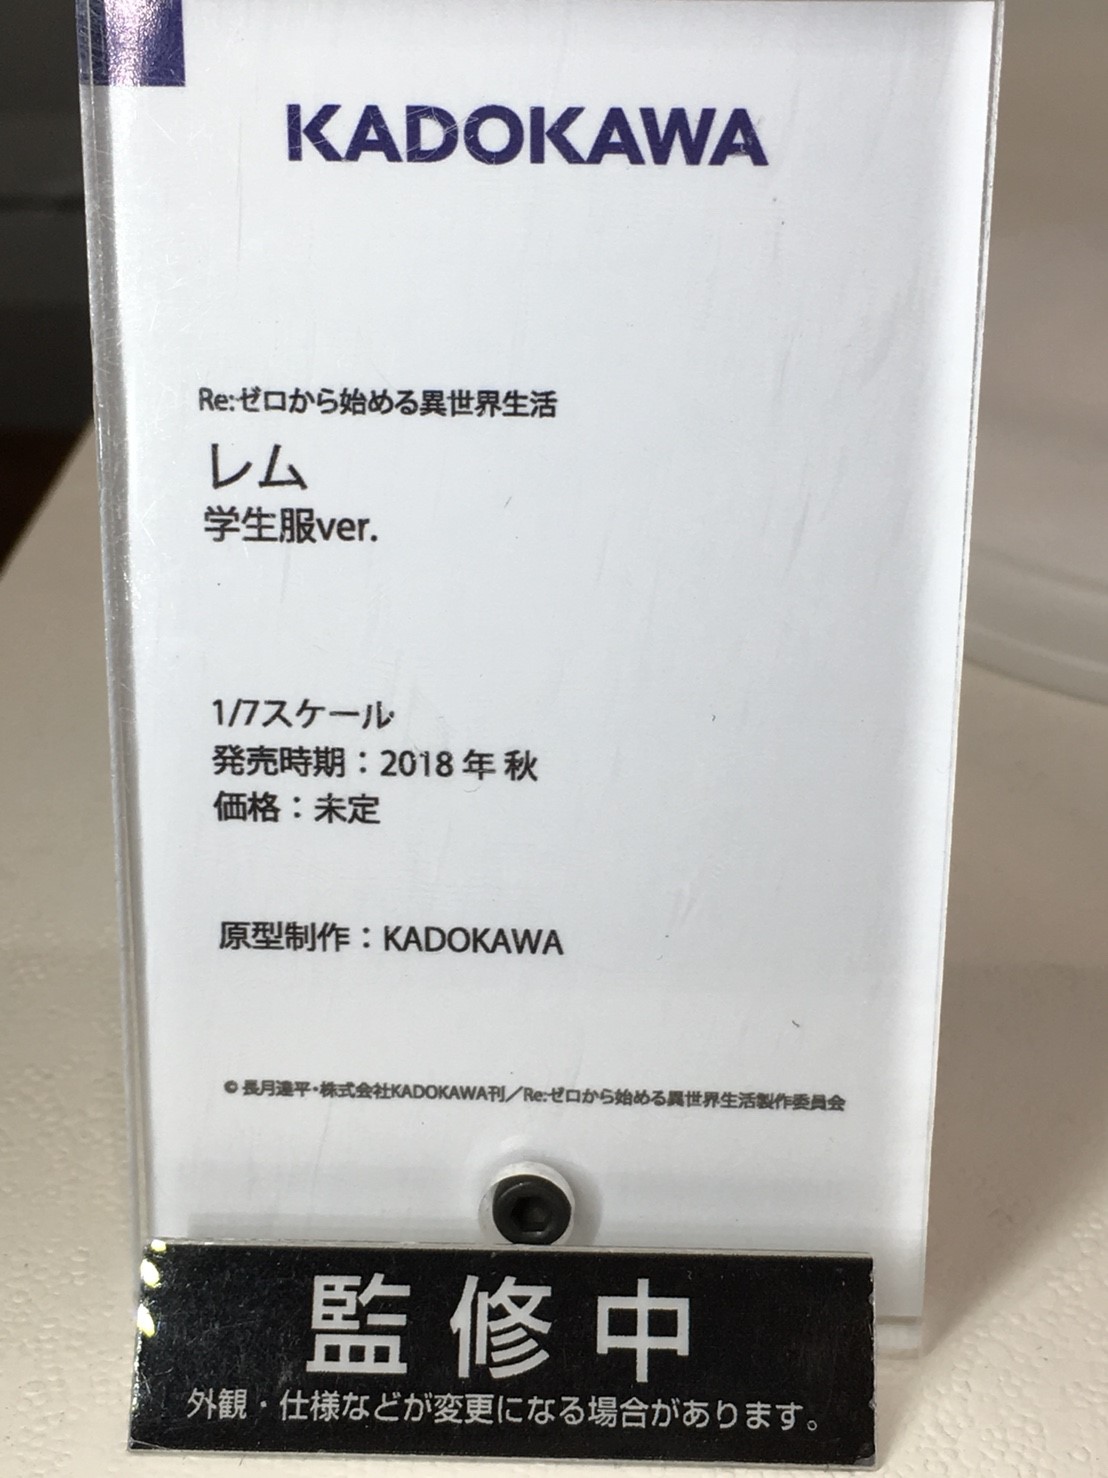 KADOKAWA
Re:ゼロから始める異世界生活
レム
学生服ver.
1/7スケール
発売時期：2018 年 秋
価格：未定
原型制作：KADOKAWA
© 長月達平・株式会社KADOKAWA刊／Re:ゼロから始める異世界生活製作委員会
監修中
外観・仕様などが変更になる場合があります。